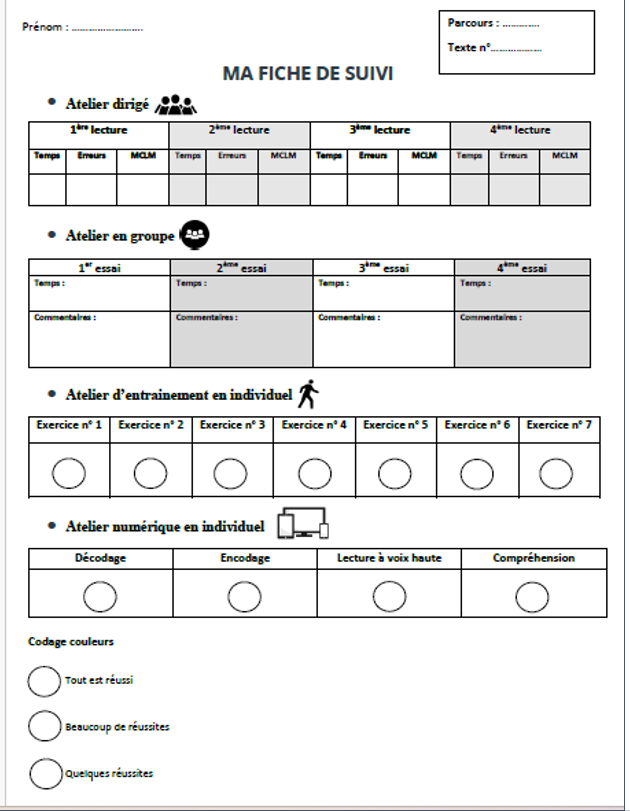 Prénom : ........................
Parcours : .............
Texte n°..................
MA FICHE DE SUIVI
• Atelier dirigé
1ère lecture 2ème lecture 3ème lecture 4ème lecture
Temps Erreurs MCLM Temps Erreurs MCLM Temps Erreurs MCLM Temps Erreurs MCLM
• Atelier en groupe
1er essai 2ème essai 3ème essai 4ème essai
Temps : Temps : Temps : Temps :
Commentaires : Commentaires : Commentaires : Commentaires :
• Atelier d'entrainement en individuel
Exercice n° 1 Exercice n° 2 Exercice n° 3 Exercice n° 4 Exercice n° 5 Exercice n° 6 Exercice n° 7
• Atelier numérique en individuel
Décodage Encodage Lecture à voix haute Compréhension
Codage couleurs
Tout est réussi
Beaucoup de réussites
Quelques réussites